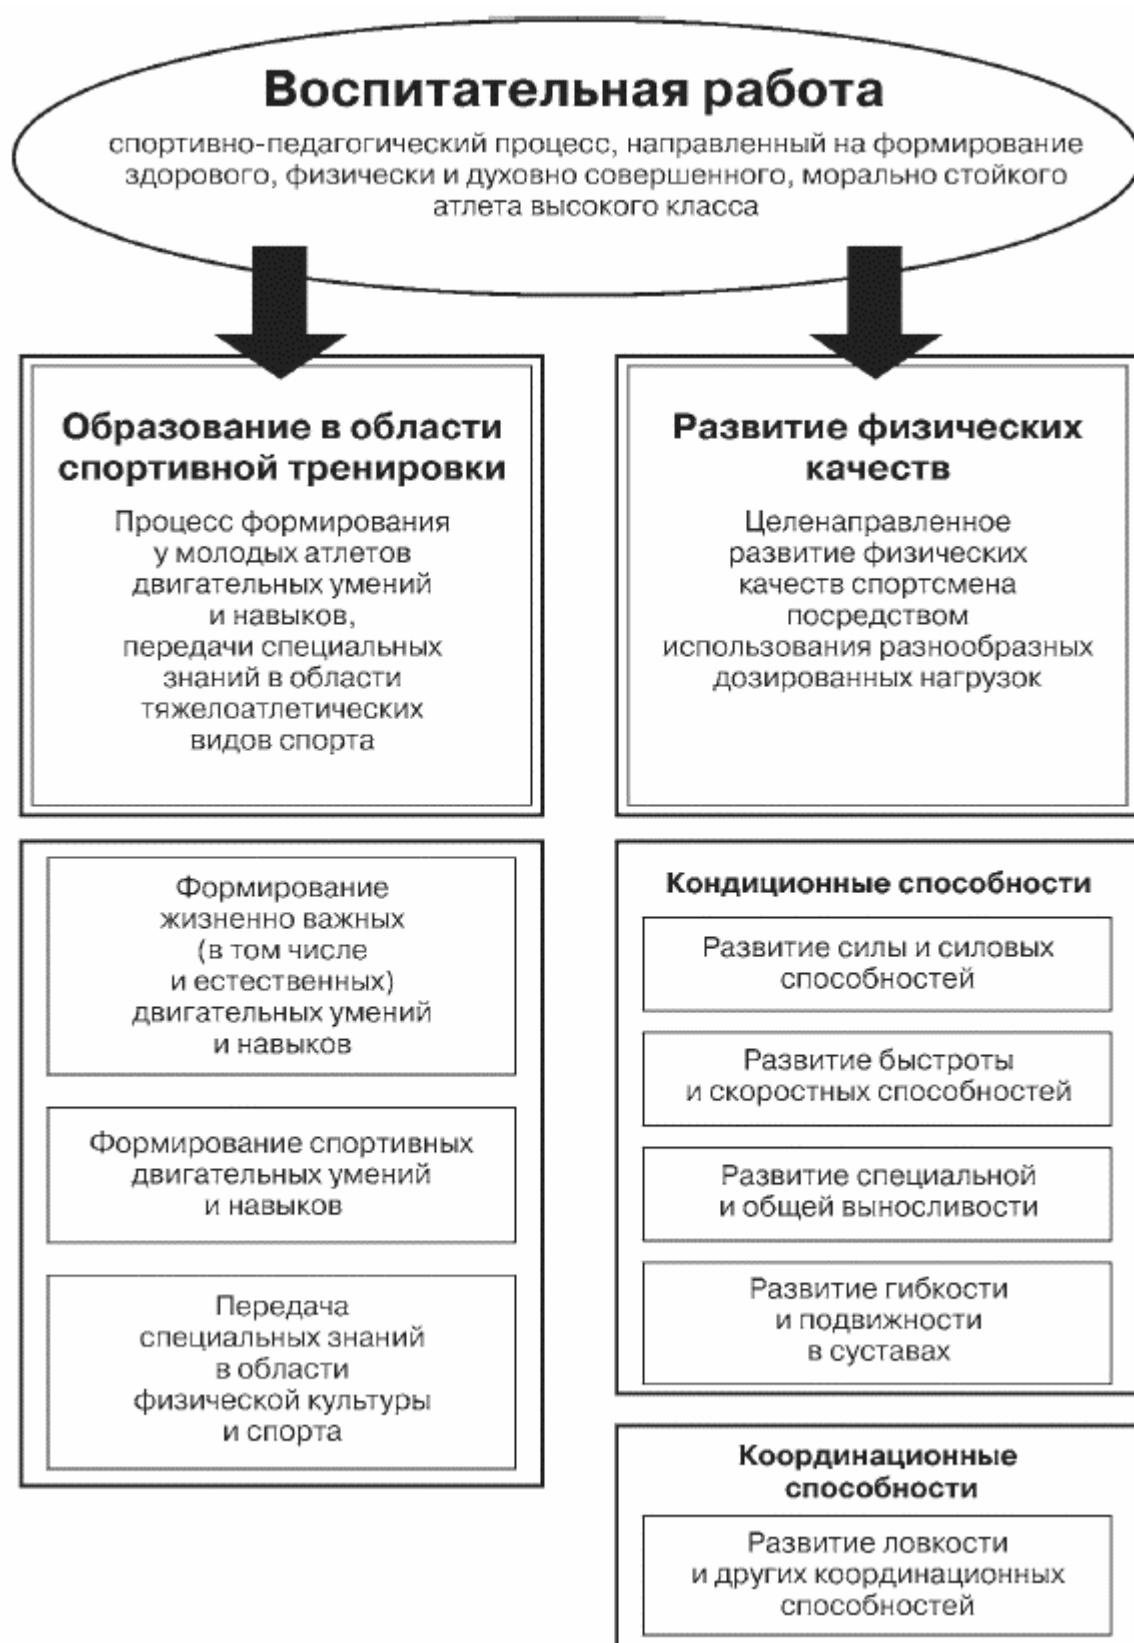 Воспитательная работа
спортивно-педагогический процесс, направленный на формирование
здорового, физически и духовно совершенного, морально стойкого
атлета высокого класса
Образование в области
спортивной тренировки
Процесс формирования
у молодых атлетов
двигательных умений
и навыков,
передачи специальных
знаний в области
тяжелоатлетических
видов спорта
Формирование
жизненно важных
(в том числе
и естественных)
двигательных умений
и навыков
Формирование спортивных
двигательных умений
и навыков
Передача
специальных знаний
в области
физической культуры
и спорта
Развитие физических
качеств
Целенаправленное
развитие физических
качеств спортсмена
посредством
использования разнообразных
дозированных нагрузок
Кондиционные способности
Развитие силы и силовых
способностей
Развитие быстроты
и скоростных способностей
Развитие специальной
и общей выносливости
Развитие гибкости
и подвижности
в суставах
Координационные
способности
Развитие ловкости
и других координационных
способностей